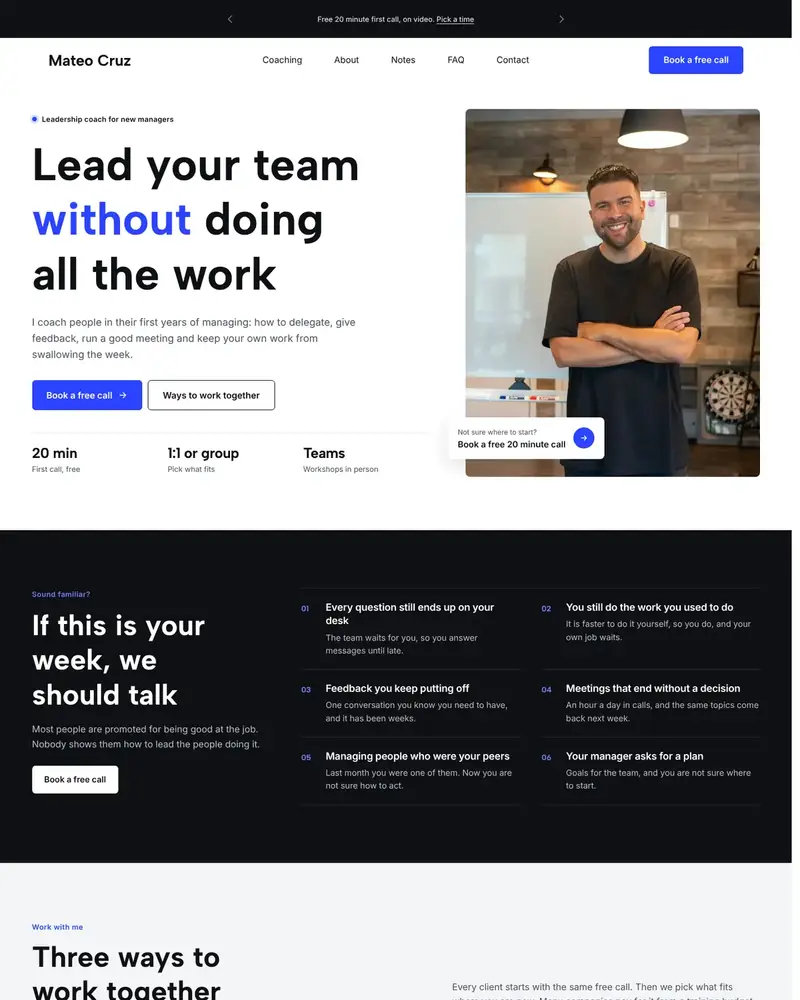 Free 20 minute first call, on video. Pick a time
Mateo Cruz
Coaching
About
Notes
FAQ
Contact
Book a free call
Leadership coach for new managers
Lead your team
without doing
all the work
I coach people in their first years of managing: how to delegate, give
feedback, run a good meeting and keep your own work from
swallowing the week.
Book a free call →
Ways to work together
20 min
First call, free
1:1 or group
Pick what fits
Teams
Workshops in person
Not sure where to start?
Book a free 20 minute call
Sound familiar?
If this is your
week, we
should talk
Most people are promoted for being good at the job.
Nobody shows them how to lead the people doing it.
Book a free call
01
Every question still ends up on your
desk
The team waits for you, so you answer
messages until late.
02
You still do the work you used to do
It is faster to do it yourself, so you do, and your
own job waits.
03
Feedback you keep putting off
One conversation you know you need to have,
and it has been weeks.
04
Meetings that end without a decision
An hour a day in calls, and the same topics come
back next week.
05
Managing people who were your peers
Last month you were one of them. Now you are
not sure how to act.
06
Your manager asks for a plan
Goals for the team, and you are not sure where
to start.
Work with me
Three ways to
work together
Every client starts with the same free call. Then we pick what fits